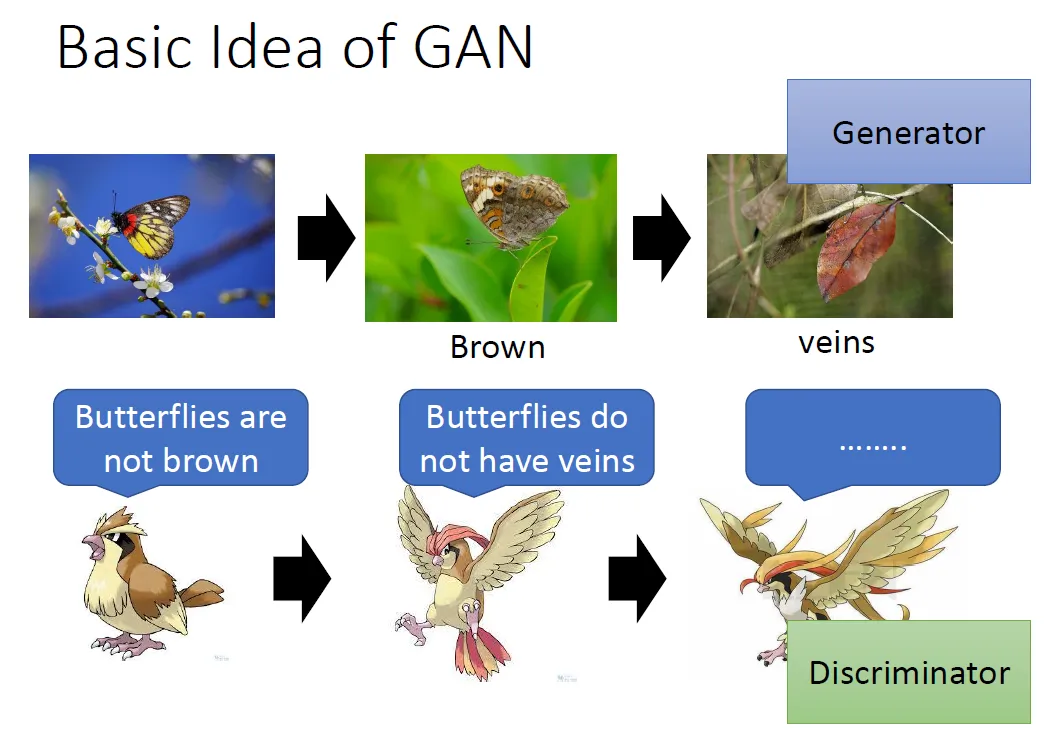 Basic Idea of GAN
Generator
Brown
veins
Butterflies are
not brown
Butterflies do
not have veins
........
Discriminator